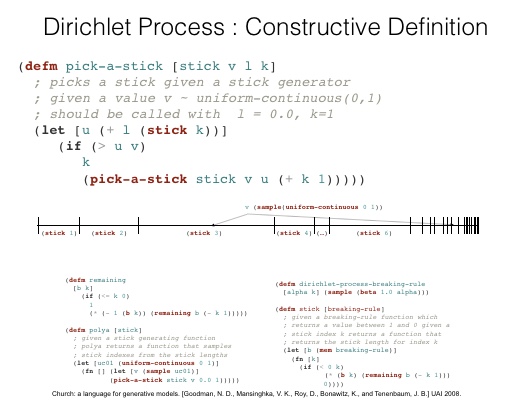 Dirichlet Process : Constructive Definition
(defm pick-a-stick [stick v l k]
; picks a stick given a stick generator
; given a value v ~ uniform-continuous(0,1)
; should be called with l = 0.0, k=1
(let [u (+ l (stick k))]
(if (> u v)
k
(pick-a-stick stick v u (+ k 1)))))
v (sample(uniform-continuous 0 1))
(stick 1) (stick 2) (stick 3) (stick 4) (…) (stick 6)
(defm remaining
[b k]
(if (<= k 0)
1
(* (- 1 (b k)) (remaining b (- k 1)))))
(defm polya [stick]
; given a stick generating function
; polya returns a function that samples
; stick indexes from the stick lengths
(let [uc01 (uniform-continuous 0 1)]
(fn [] (let [v (sample uc01)]
(pick-a-stick stick v 0.0 1)))))
(defm dirichlet-process-breaking-rule
[alpha k] (sample (beta 1.0 alpha)))
(defm stick [breaking-rule]
; given a breaking-rule function which
; returns a value between 1 and 0 given a
; stick index k returns a function that
; returns the stick length for index k
(let [b (mem breaking-rule)]
(fn [k]
(if (< 0 k)
(* (b k) (remaining b (- k 1)))
0))))
Church: a language for generative models. [Goodman, N. D., Mansinghka, V. K., Roy, D., Bonawitz, K., and Tenenbaum, J. B.] UAI 2008.